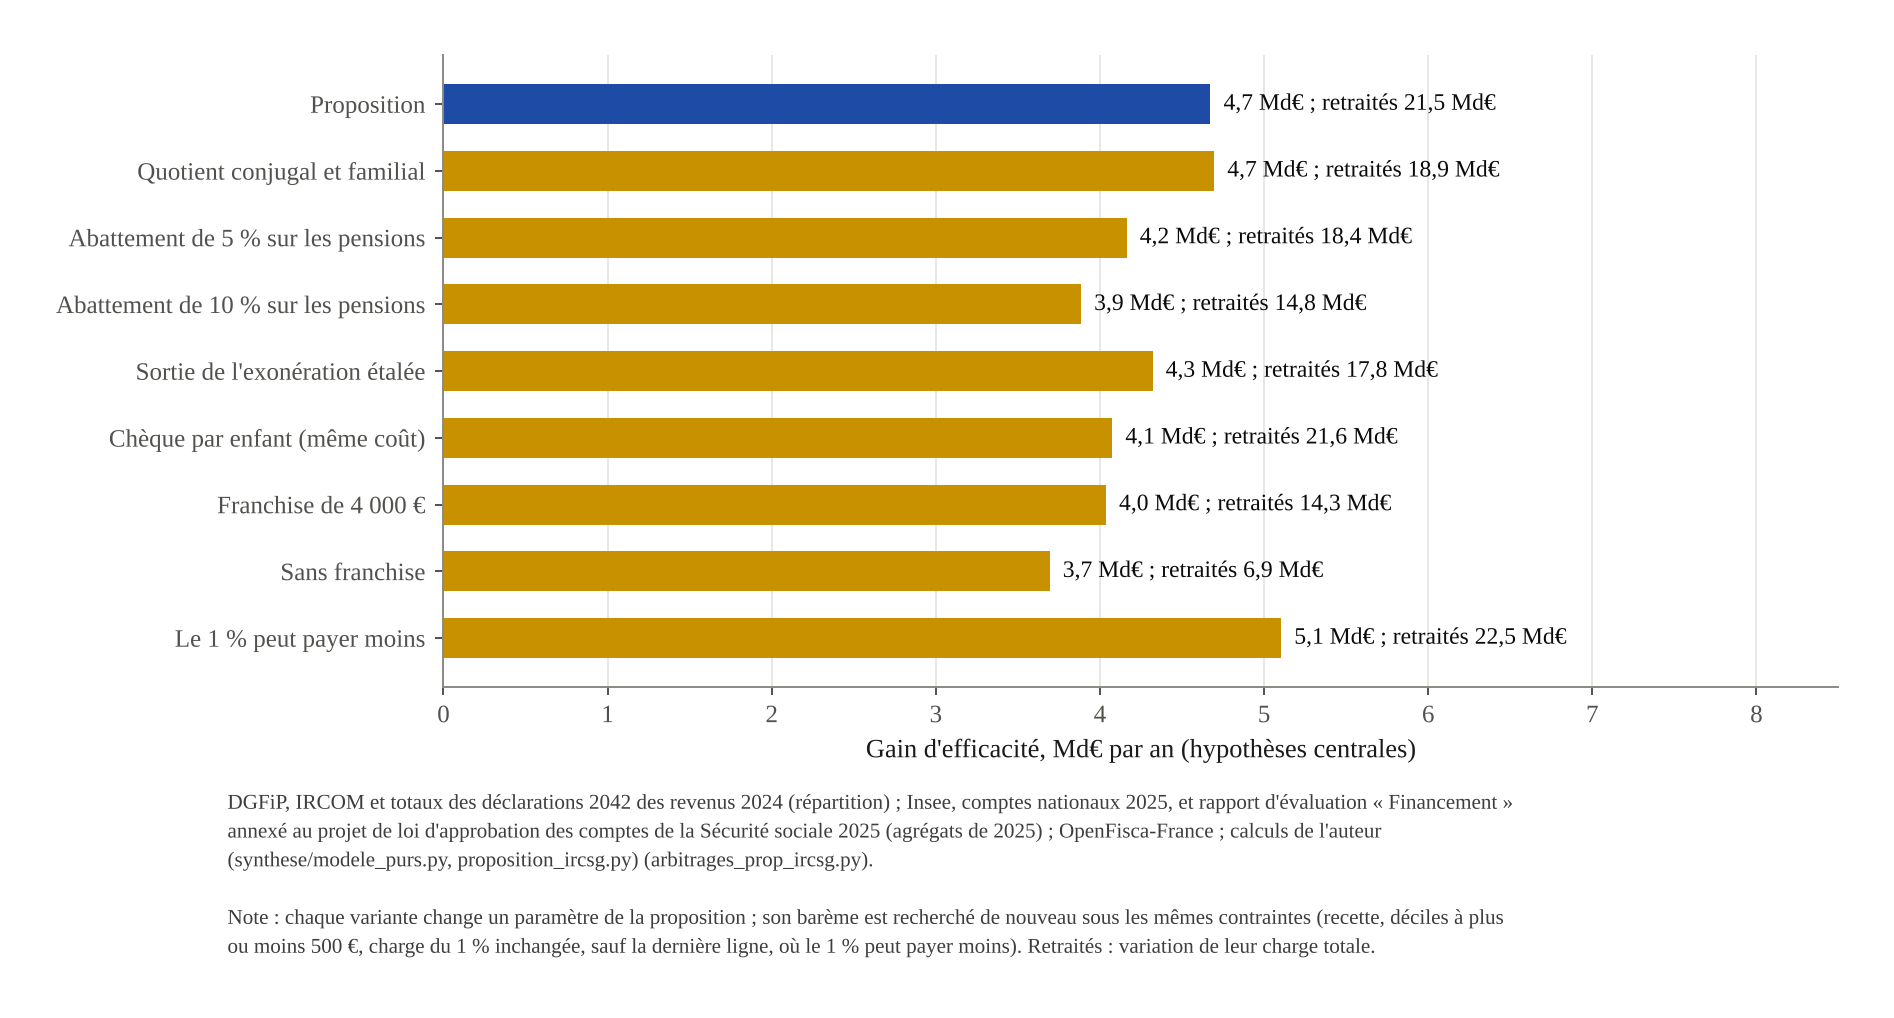 Proposition
4,7 Md€ ; retraités 21,5 Md€
Quotient conjugal et familial
4,7 Md€ ; retraités 18,9 Md€
Abattement de 5 % sur les pensions
4,2 Md€ ; retraités 18,4 Md€
Abattement de 10 % sur les pensions
3,9 Md€ ; retraités 14,8 Md€
Sortie de l'exonération étalée
4,3 Md€ ; retraités 17,8 Md€
Chèque par enfant (même coût)
4,1 Md€ ; retraités 21,6 Md€
Franchise de 4 000 €
4,0 Md€ ; retraités 14,3 Md€
Sans franchise
3,7 Md€ ; retraités 6,9 Md€
Le 1 % peut payer moins
5,1 Md€ ; retraités 22,5 Md€
0 1 2 3 4 5 6 7 8
Gain d'efficacité, Md€ par an (hypothèses centrales)
DGFiP, IRCOM et totaux des déclarations 2042 des revenus 2024 (répartition) ; Insee, comptes nationaux 2025, et rapport d'évaluation « Financement »
annexé au projet de loi d'approbation des comptes de la Sécurité sociale 2025 (agrégats de 2025) ; OpenFisca-France ; calculs de l'auteur
(synthese/modele_purs.py, proposition_ircsg.py) (arbitrages_prop_ircsg.py).
Note : chaque variante change un paramètre de la proposition ; son barème est recherché de nouveau sous les mêmes contraintes (recette, déciles à plus
ou moins 500 €, charge du 1 % inchangée, sauf la dernière ligne, où le 1 % peut payer moins). Retraités : variation de leur charge totale.